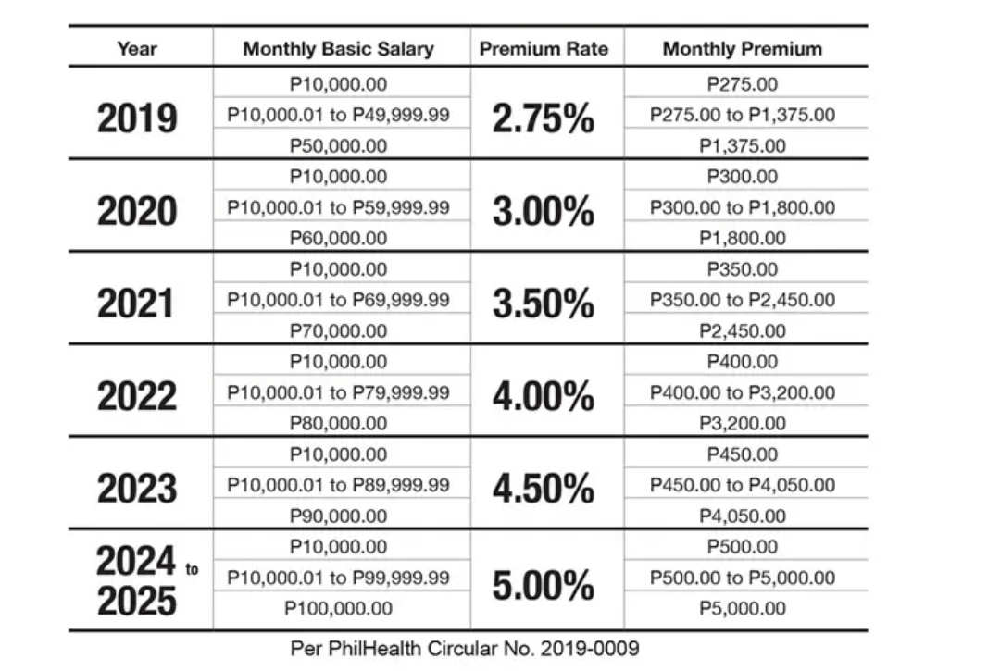 Year Monthly Basic Salary Premium Rate Monthly Premium
2019 2.75%
P10,000.00 P275.00
P10,000.01 to P49,999.99 P275.00 to P1,375.00
P50,000.00 P1,375.00
2020 3.00%
P10,000.00 P300.00
P10,000.01 to P59,999.99 P300.00 to P1,800.00
P60,000.00 P1,800.00
2021 3.50%
P10,000.00 P350.00
P10,000.01 to P69,999.99 P350.00 to P2,450.00
P70,000.00 P2,450.00
2022 4.00%
P10,000.00 P400.00
P10,000.01 to P79,999.99 P400.00 to P3,200.00
P80,000.00 P3,200.00
2023 4.50%
P10,000.00 P450.00
P10,000.01 to P89,999.99 P450.00 to P4,050.00
P90,000.00 P4,050.00
2024 to
2025 5.00%
P10,000.00 P500.00
P10,000.01 to P99,999.99 P500.00 to P5,000.00
P100,000.00 P5,000.00
Per PhilHealth Circular No. 2019-0009